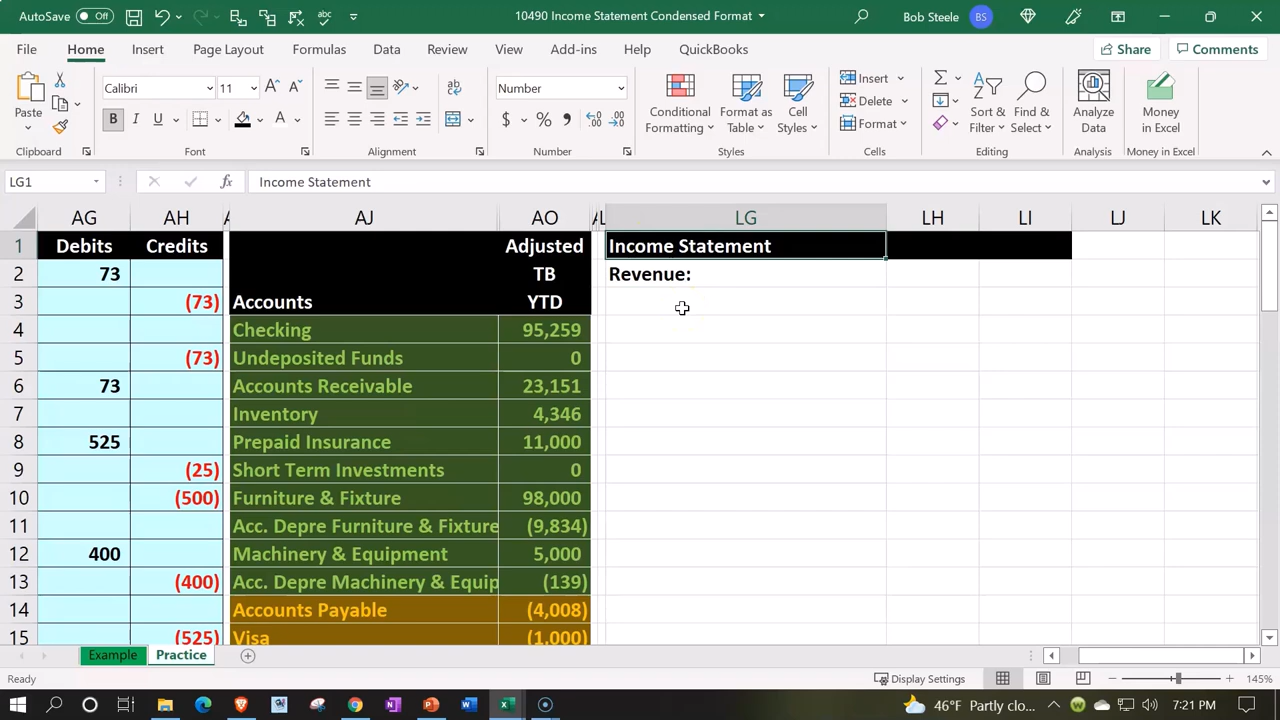 AutoSave Off 10490 Income Statement Condensed Format Bob Steele BS
File Home Insert Page Layout Formulas Data Review View Add-ins Help QuickBooks Share Comments
Paste
Clipboard
Calibri 11
B I U
Font
Alignment
Number
$ % ,
Number
Conditional Formatting
Format as Table
Cell Styles
Styles
Insert
Delete
Format
Cells
Sort & Filter
Find & Select
Editing
Analyze Data
Analysis
Money in Excel
Money in Excel
LG1 fx Income Statement
AG AH AJ AO LG LH LI LJ LK
1 Debits Credits Adjusted Income Statement
2 73 TB Revenue:
3 (73) Accounts YTD
4 Checking 95,259
5 (73) Undeposited Funds 0
6 73 Accounts Receivable 23,151
7 Inventory 4,346
8 525 Prepaid Insurance 11,000
9 (25) Short Term Investments 0
10 (500) Furniture & Fixture 98,000
11 Acc. Depre Furniture & Fixture (9,834)
12 400 Machinery & Equipment 5,000
13 (400) Acc. Depre Machinery & Equip (139)
14 Accounts Payable (4,008)
15 (525) Visa (1,000)
Example Practice
Ready Display Settings 145%
46°F Partly clo... 7:21 PM